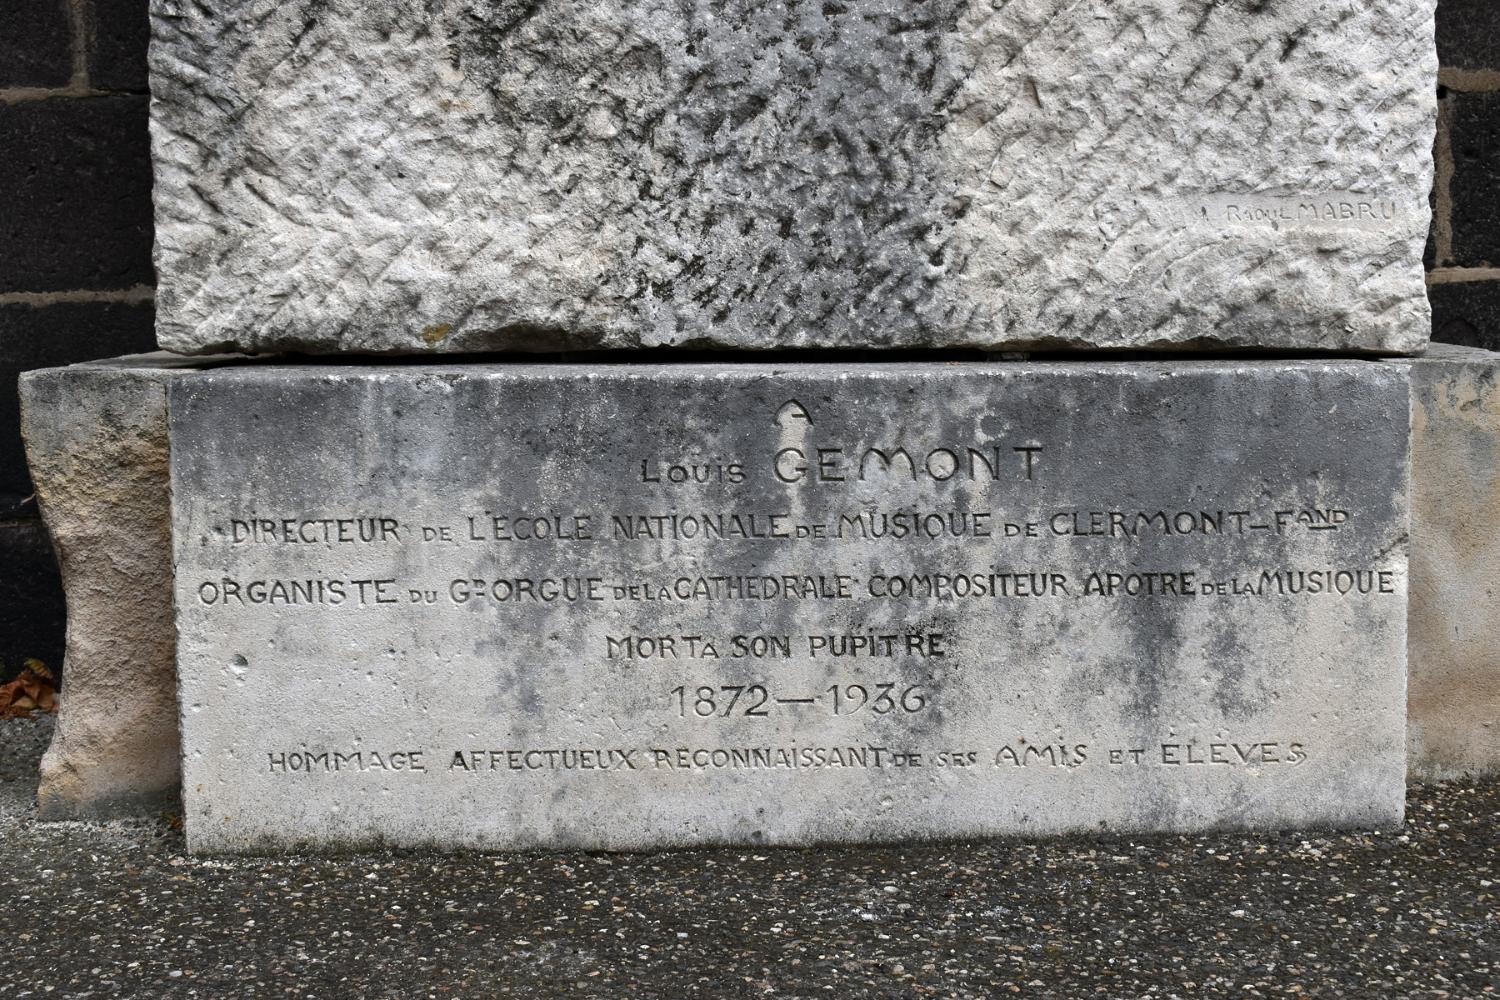 RAOUL MABRU
A
LOUIS GEMONT
DIRECTEUR DE L'ECOLE NATIONALE DE MUSIQUE DE CLERMONT-FAND
ORGANISTE DU GD ORGUE DE LA CATHEDRALE COMPOSITEUR APOTRE DE LA MUSIQUE
MORT A SON PUPITRE
1872-1936
HOMMAGE AFFECTUEUX RECONNAISSANT DE SES AMIS ET ELÈVES